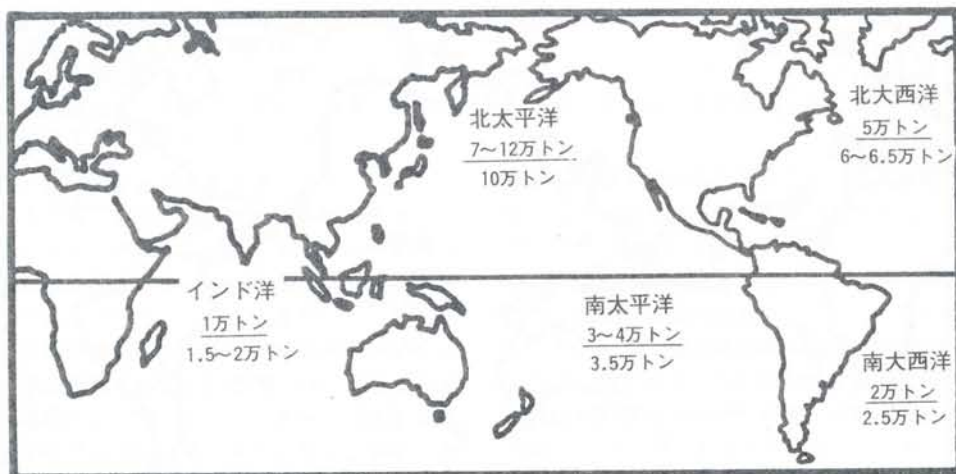 北太平洋
7～12万トン
10万トン
北大西洋
5万トン
6～6.5万トン
インド洋
1万トン
1.5～2万トン
南太平洋
3～4万トン
3.5万トン
南大西洋
2万トン
2.5万トン